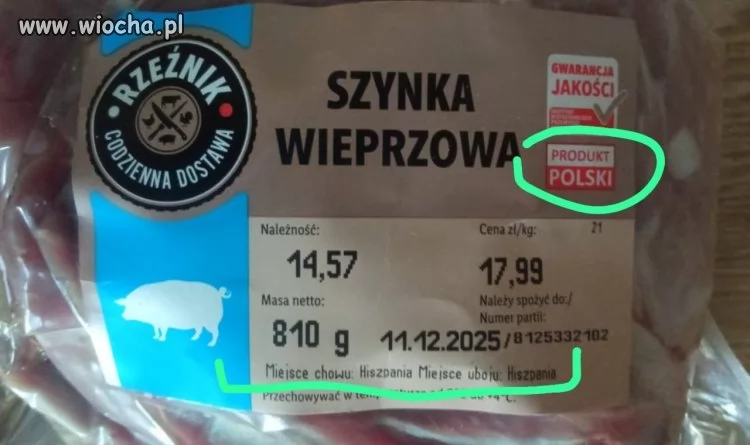 www.wiocha.pl
RZEŹNIK
CODZIENNA DOSTAWA
SZYNKA
WIEPRZOWA
GWARANCJA
JAKOŚCI
PRODUKT
POLSKI
Należność:
14,57
Cena zł/kg:
21
17,99
Masa netto:
810 g
Należy spożyć do:/
Numer partii:
11.12.2025/8125332102
Miejsce chowu: Hiszpania Miejsce uboju: Hiszpania
Przechowywać w